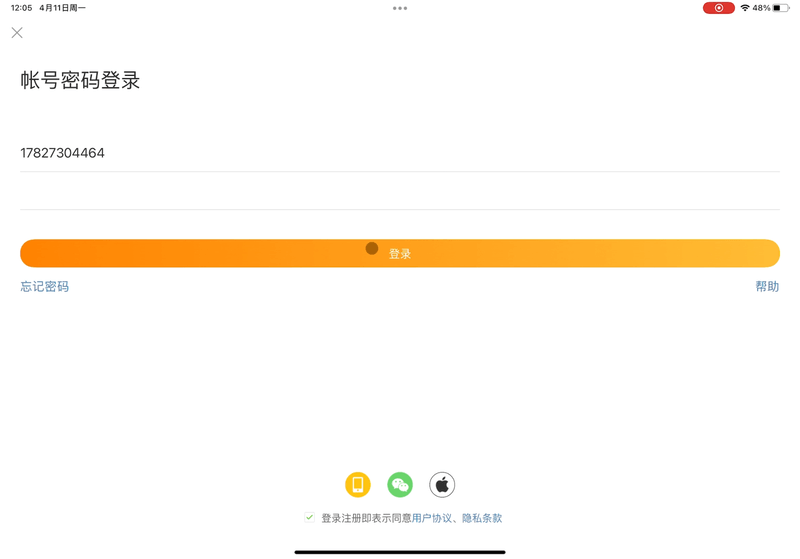 12:05 4月11日周一
48%
帐号密码登录
17827304464
登录
忘记密码
帮助
登录注册即表示同意用户协议、隐私条款